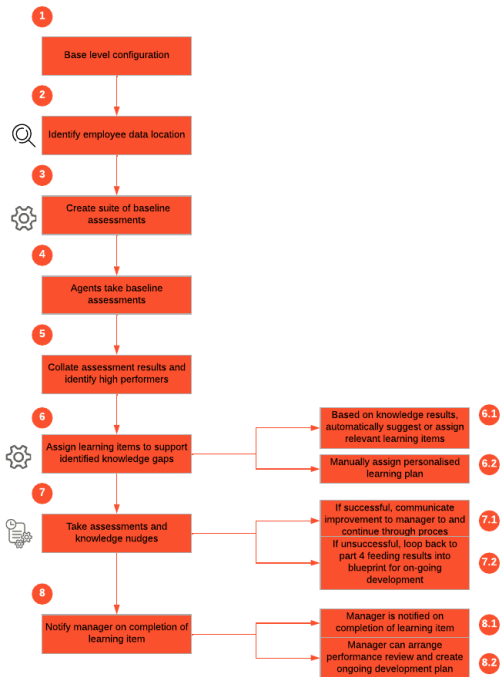 1
Base level configuration
2
Identify employee data location
3
Create suite of baseline
assessments
4
Agents take baseline
assessments
5
Collate assessment results and
identify high performers
6
Assign learning items to support
identified knowledge gaps
Based on knowledge results,
automatically suggest or assign
relevant learning items
6.1
Manually assign personalised
learning plan
6.2
7
Take assessments and
knowledge nudges
If successful, communicate
improvement to manager to and
continue through proces
7.1
If unsuccessful, loop back to
part 4 feeding results into
blueprint for on-going
development
7.2
8
Notify manager on completion of
learning item
Manager is notified on
completion of learning item
8.1
Manager can arrange
performance review and create
ongoing development plan
8.2